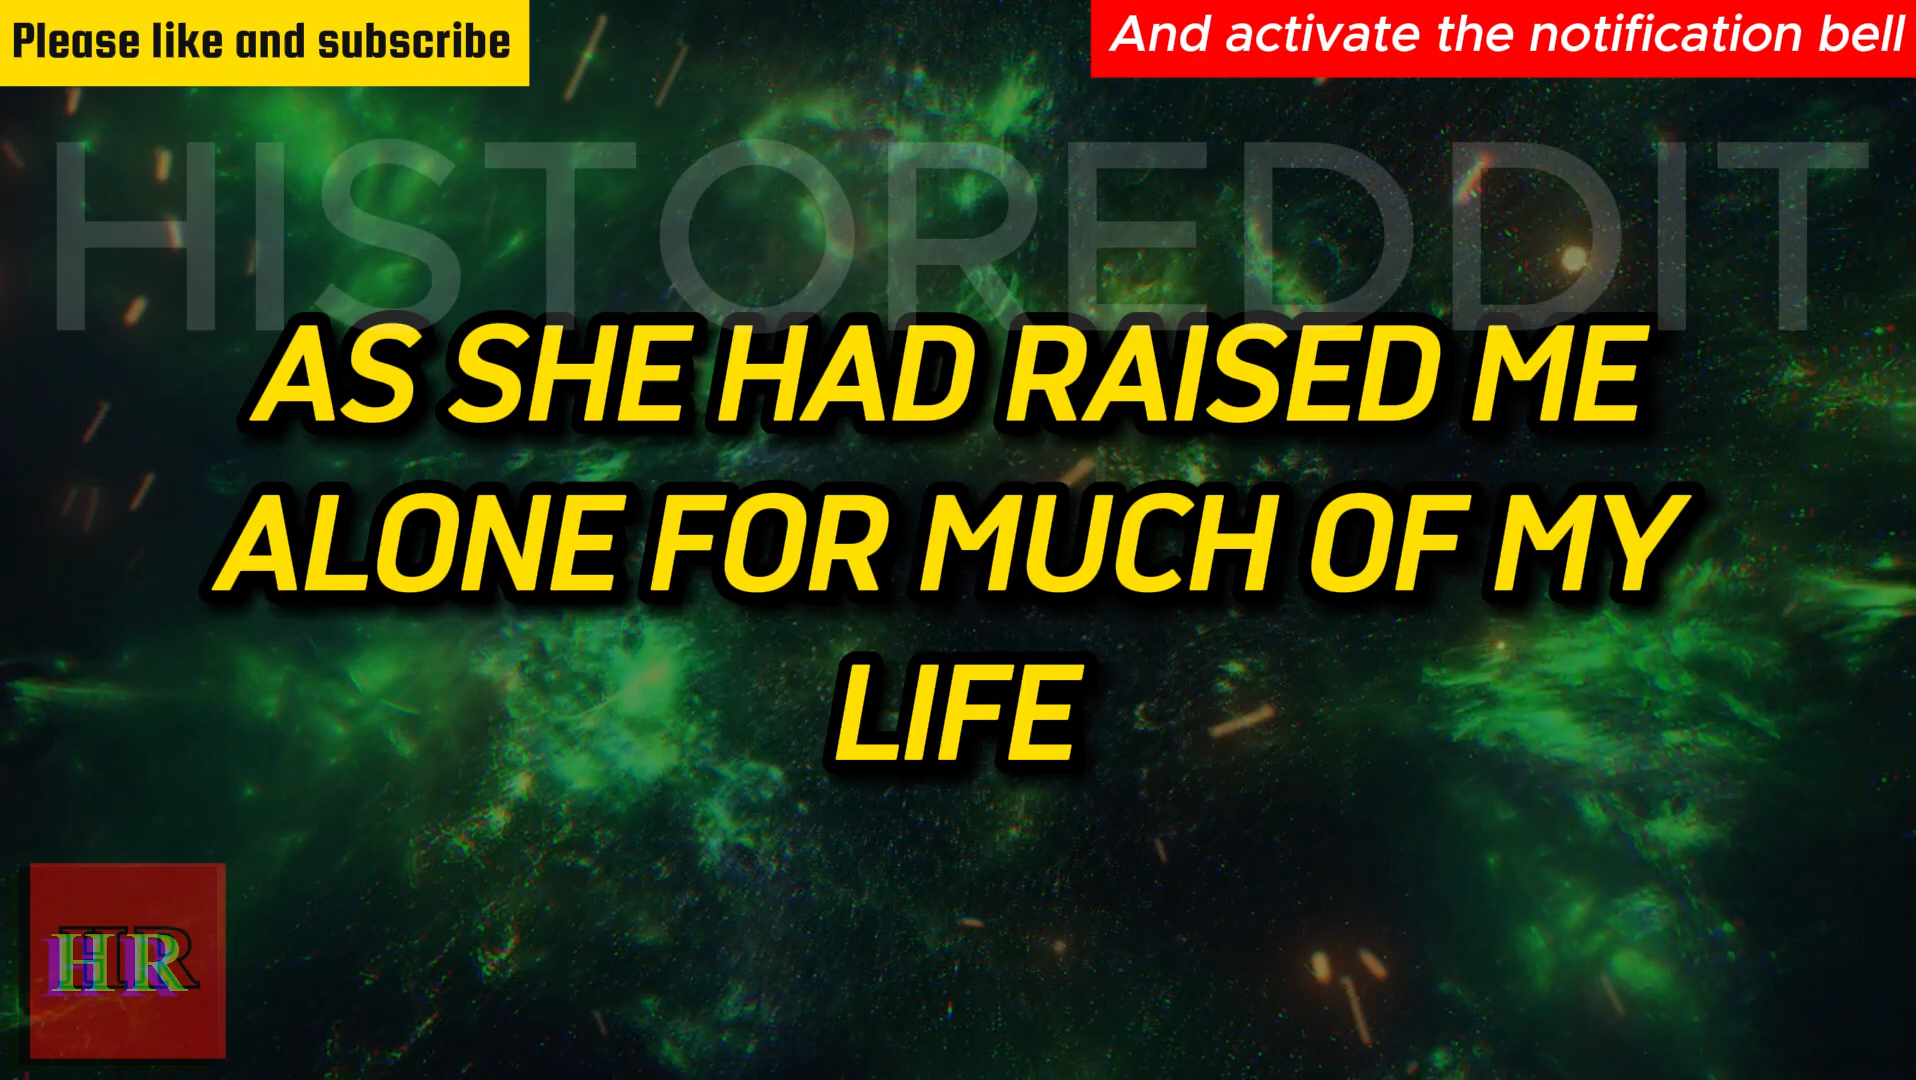 Please like and subscribe
And activate the notification bell
HISTOREDDIT
AS SHE HAD RAISED ME
ALONE FOR MUCH OF MY
LIFE
HR